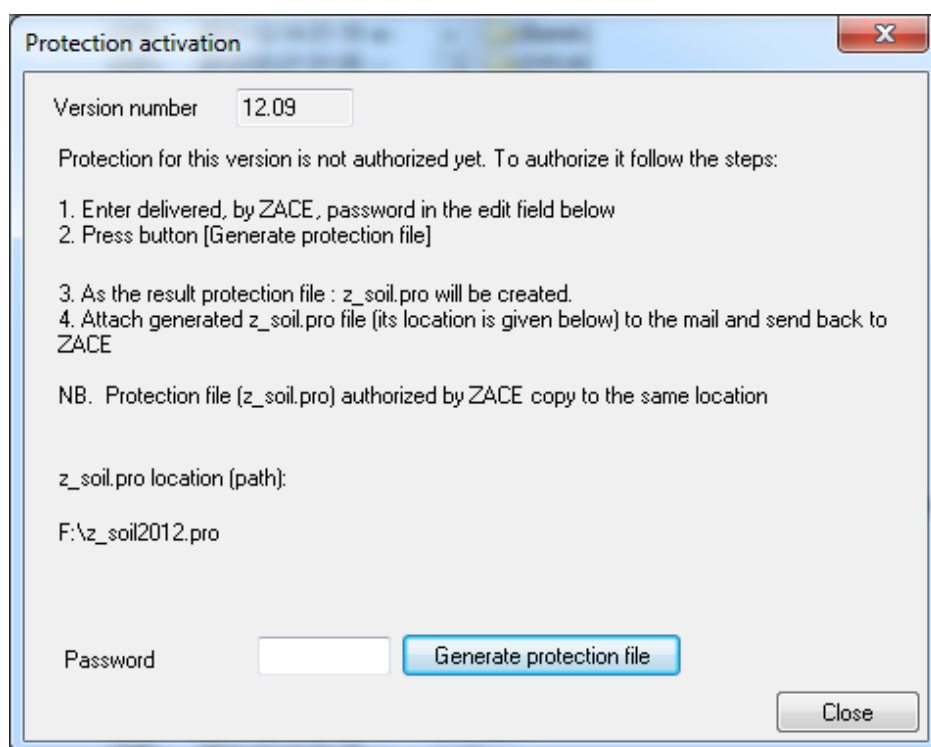 Protection activation
Version number 12.09
Protection for this version is not authorized yet. To authorize it follow the steps:
1. Enter delivered, by ZACE, password in the edit field below
2. Press button [Generate protection file]
3. As the result protection file : z_soil.pro will be created.
4. Attach generated z_soil.pro file (its location is given below) to the mail and send back to
ZACE
NB. Protection file (z_soil.pro) authorized by ZACE copy to the same location
z_soil.pro location (path):
F:\z_soil2012.pro
Password Generate protection file
Close